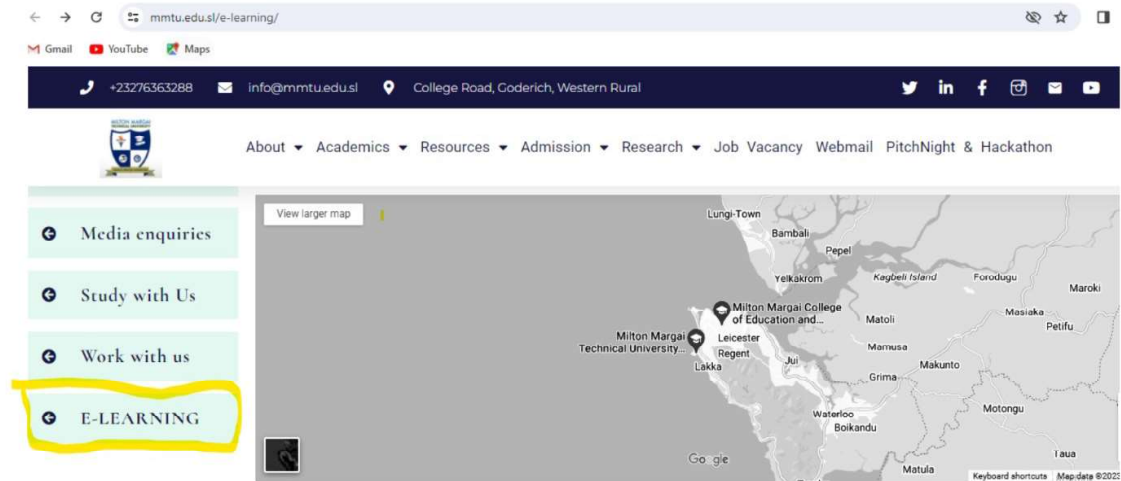 mmtu.edu.sl/e-learning/
Gmail YouTube Maps
+23276363288 info@mmtu.edu.sl College Road, Goderich, Western Rural
About Academics Resources Admission Research Job Vacancy Webmail PitchNight & Hackathon
Media enquiries
Study with Us
Work with us
E-LEARNING
View larger map
Lungi-Town
Bambali
Pepel
Yelkakrom
Kagbeli Island
Forodugu
Maroki
Milton Margai College
of Education and...
Matoli
Masiaka
Petifu
Milton Margai
Technical University...
Leicester
Regent
Mamusa
Lakka
Jui
Makunto
Grima
Motongu
Waterloo
Boikandu
Google
Matula
Keyboard shortcuts Map data ©2023